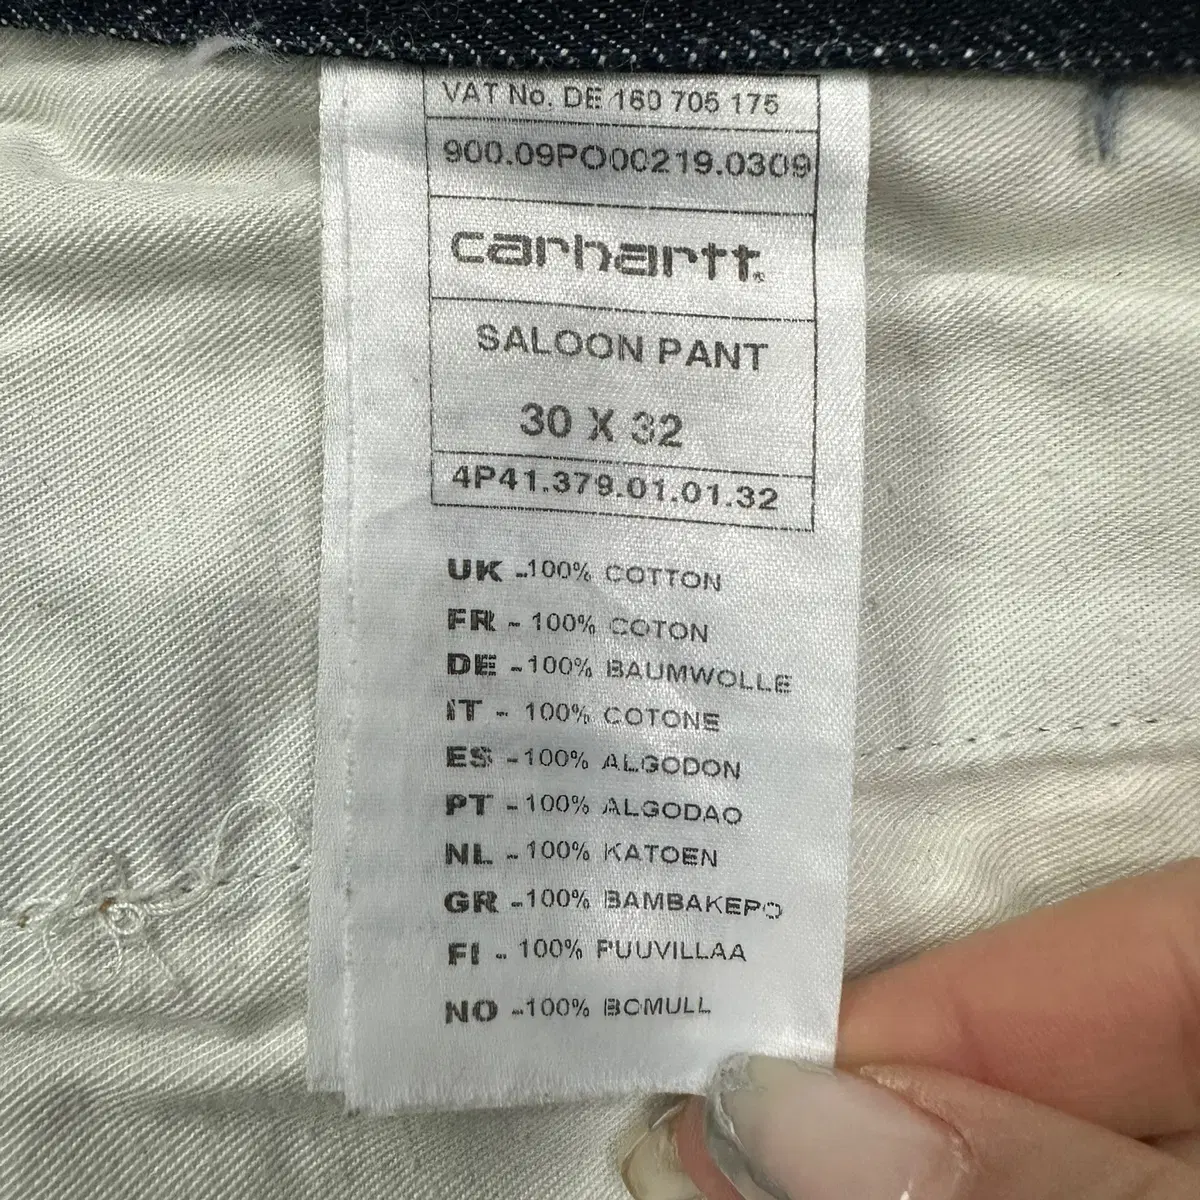 VAT No. DE 160 705 175
900.09PO00219.0309
carhartt®
SALOON PANT
30 X 32
4P41.379.01.01.32
UK -100% COTTON
FR - 100% COTON
DE -100% BAUMWOLLE
IT - 100% COTONE
ES -100% ALGODON
PT -100% ALGODAO
NL - 100% KATOEN
GR -100% BAMBAKEPO
FI - 100% PUUVILLAA
NO -100% BOMULL